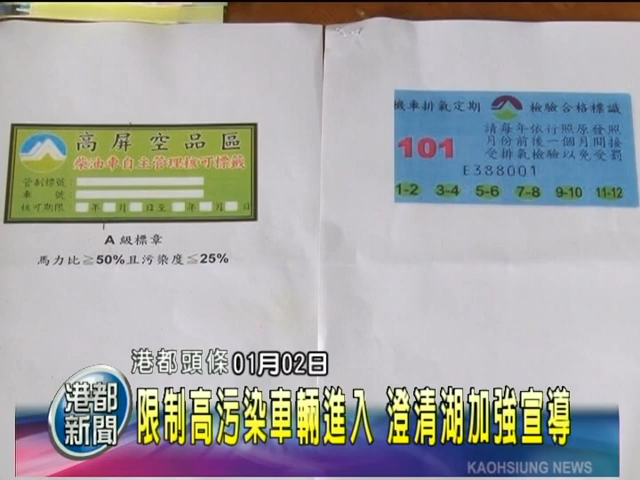 高屏空品區
柴油車自主管理核可標籤
管制標號：
車號：
核可期限 年 月 日至 年 月 日
A 級標章
馬力比≧50%且污染度≦25%
機車排氣定期 檢驗合格標識
101
請每年依行照原發照
月份前後一個月間接
受排氣檢驗以免受罰
E388001
1-2 3-4 5-6 7-8 9-10 11-12
港都頭條 01月02日
港都新聞
限制高污染車輛進入 澄清湖加強宣導
KAOHSIUNG NEWS